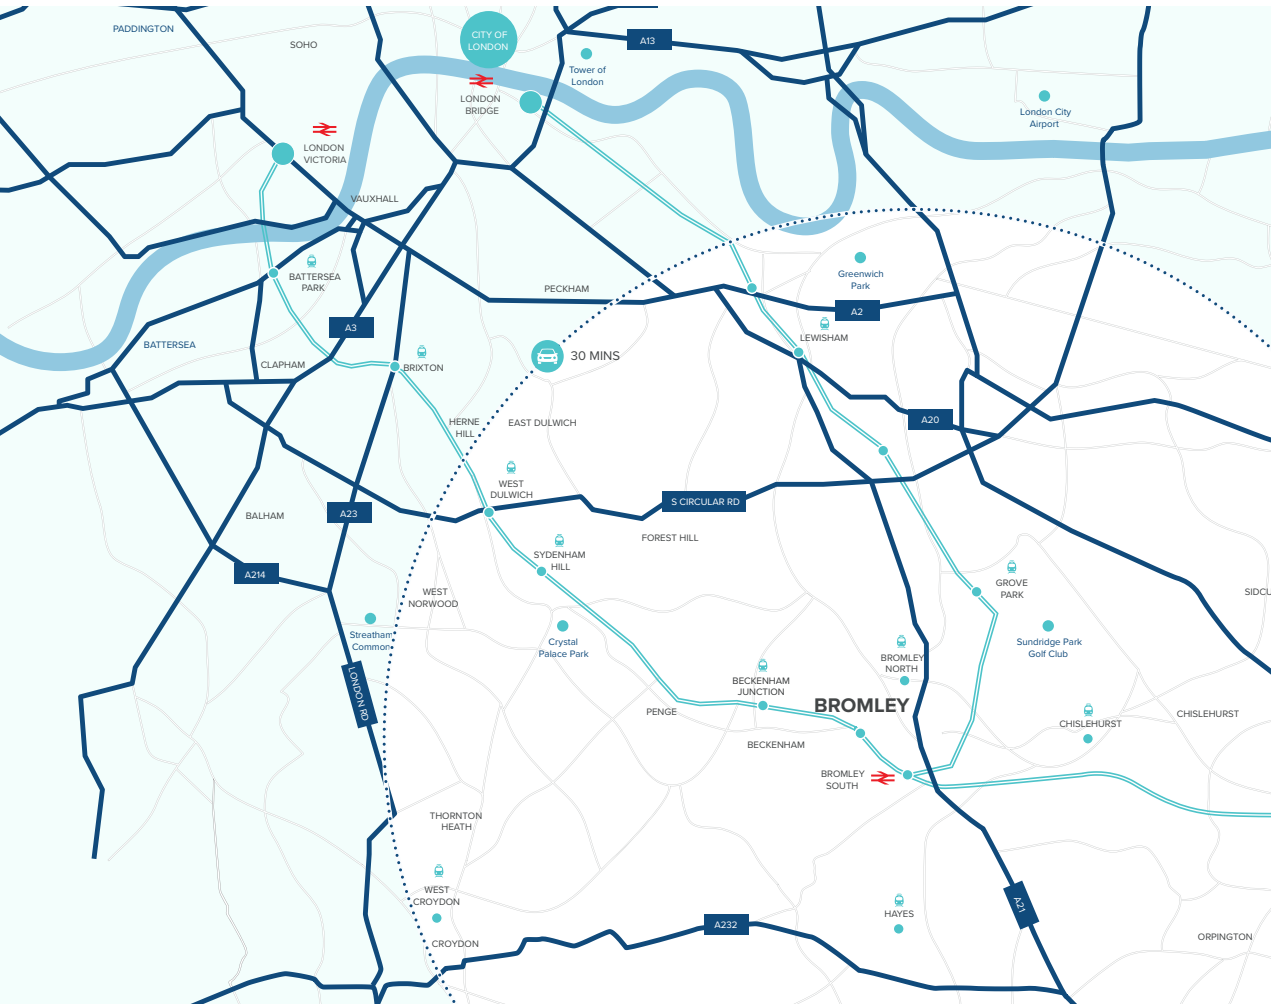 PADDINGTON
SOHO
CITY OF
LONDON
A13
Tower of
London
LONDON
BRIDGE
London City
Airport
LONDON
VICTORIA
VAUXHALL
BATTERSEA
PARK
PECKHAM
Greenwich
Park
A2
A3
LEWISHAM
BATTERSEA
30 MINS
CLAPHAM
BRIXTON
HERNE
HILL
EAST DULWICH
A20
WEST
DULWICH
S CIRCULAR RD
BALHAM
A23
FOREST HILL
SYDENHAM
HILL
A214
WEST
NORWOOD
GROVE
PARK
SIDCU
Streatham
Common
Crystal
Palace Park
Sundridge Park
Golf Club
BROMLEY
NORTH
LONDON RD
BECKENHAM
JUNCTION
BROMLEY
PENGE
CHISLEHURST
CHISLEHURST
BECKENHAM
BROMLEY
SOUTH
THORNTON
HEATH
WEST
CROYDON
HAYES
A21
A232
CROYDON
ORPINGTON